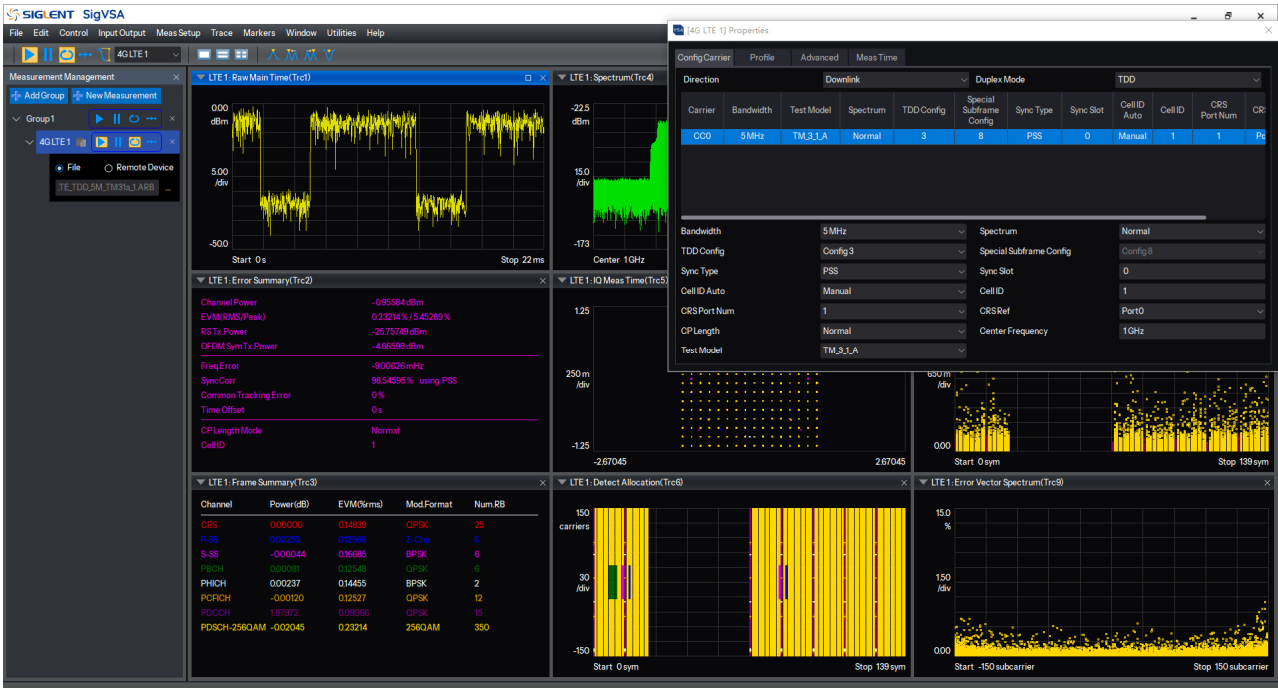 SIGLENT SigVSA
File Edit Control Input Output Meas Setup Trace Markers Window Utilities Help
4G LTE 1
Measurement Management
Add Group New Measurement
Group1
4G LTE 1
File Remote Device
TE_TDD_5M_TM31a_1.ARB ...
LTE 1: Raw Main Time(Trc1)
0.00
dBm
5.00
/div
-50.0
Start 0 s Stop 22 ms
LTE 1: Spectrum(Trc4)
-22.5
dBm
15.0
/div
-173
Center 1 GHz
[4G LTE 1] Properties
Config Carrier Profile Advanced Meas Time
Direction Downlink Duplex Mode TDD
Carrier Bandwidth Test Model Spectrum TDD Config Special Subframe Config Sync Type Sync Slot Cell ID Auto Cell ID CRS Port Num CRS
CC0 5 MHz TM_3_1_A Normal 3 8 PSS 0 Manual 1 1 Po
Bandwidth 5 MHz Spectrum Normal
TDD Config Config 3 Special Subframe Config Config 8
Sync Type PSS Sync Slot 0
Cell ID Auto Manual Cell ID 1
CRS Port Num 1 CRS Ref Port0
CP Length Normal Center Frequency 1 GHz
Test Model TM_3_1_A
LTE 1: Error Summary(Trc2)
Channel Power -0.95584 dBm
EVM(RMS/Peak) 0.23214 % / 5.45269 %
RS Tx. Power -25.75749 dBm
OFDM Sym Tx. Power -4.66598 dBm
Freq Error -9.00626 mHz
Sync Corr 98.54595 % using PSS
Common Tracking Error 0 %
Time Offset 0 s
CP Length Mode Normal
Cell ID 1
LTE 1: IQ Meas Time(Trc5)
1.25
250 m
/div
-1.25
-2.67045 2.67045
650 m
/div
0.00
Start 0 sym Stop 139 sym
LTE 1: Frame Summary(Trc3)
Channel Power(dB) EVM(%rms) Mod.Format Num.RB
CRS 0.00000 0.14839 QPSK 25
P-SS Z-Chu 6
S-SS -0.00044 0.16685 BPSK 6
PBCH 0.00081 0.12548 QPSK 6
PHICH 0.00237 0.14455 BPSK 2
PCFICH -0.00120 0.12527 QPSK 12
PDCCH 1.87972 0.09066 QPSK 15
PDSCH-256QAM -0.02045 0.23214 256QAM 350
LTE 1: Detect Allocation(Trc6)
150
carriers
30
/div
-150
Start 0 sym Stop 139 sym
LTE 1: Error Vector Spectrum(Trc9)
15.0
%
1.50
/div
0.00
Start -150 subcarrier Stop 150 subcarrier